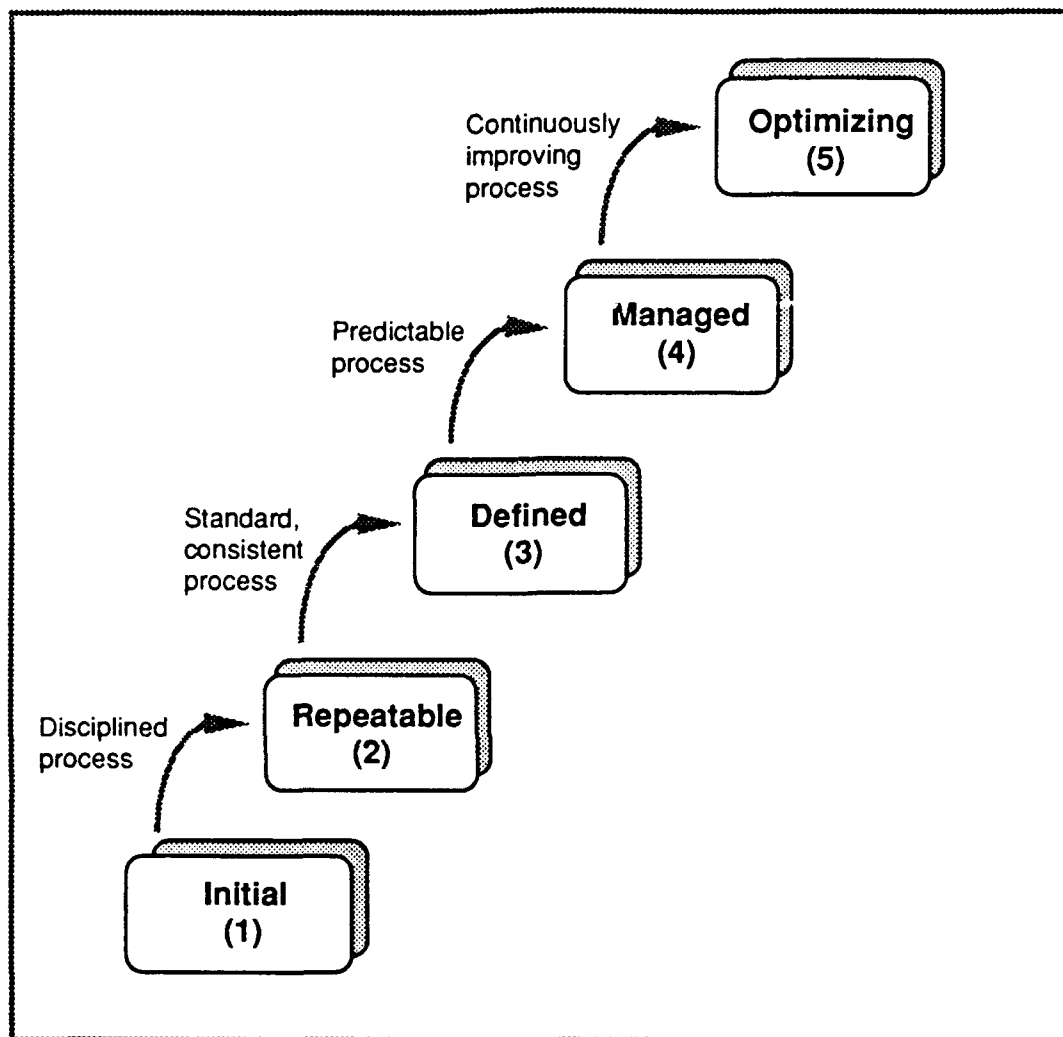 Continuously
improving
process
Optimizing
(5)
Predictable
process
Managed
(4)
Standard,
consistent
process
Defined
(3)
Disciplined
process
Repeatable
(2)
Initial
(1)